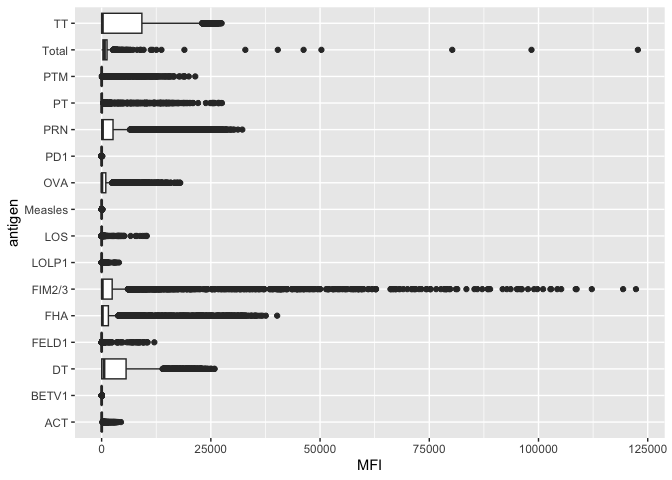 TT
Total
PTM
PT
PRN
PD1
OVA
Measles
LOS
LOLP1
FIM2/3
FHA
FELD1
DT
BETV1
ACT
antigen
0 25000 50000 75000 100000 125000
MFI